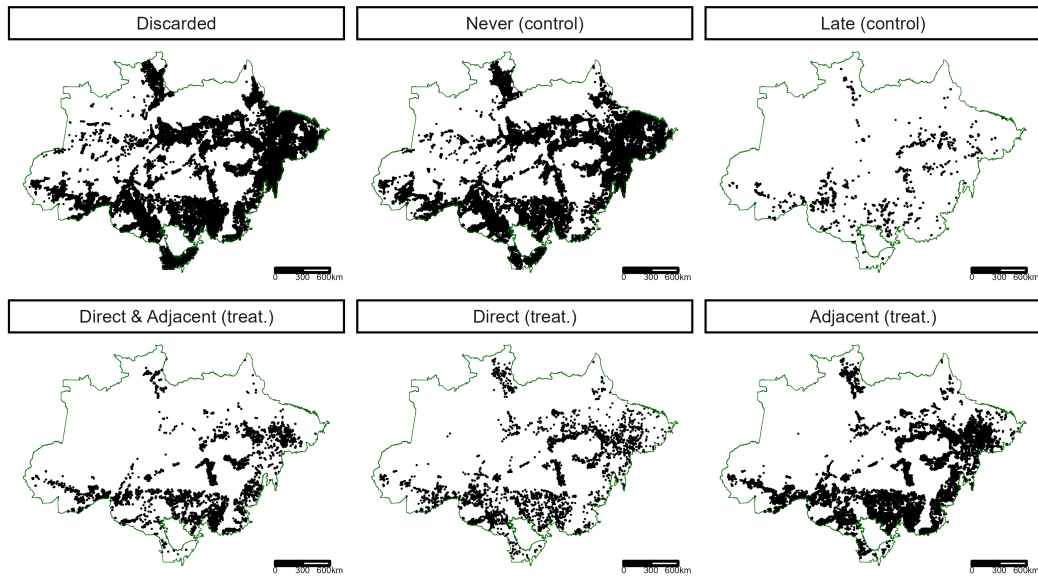 Discarded
Never (control)
Late (control)
0 300 600km
0 300 600km
0 300 600km
Direct & Adjacent (treat.)
Direct (treat.)
Adjacent (treat.)
0 300 600km
0 300 600km
0 300 600km